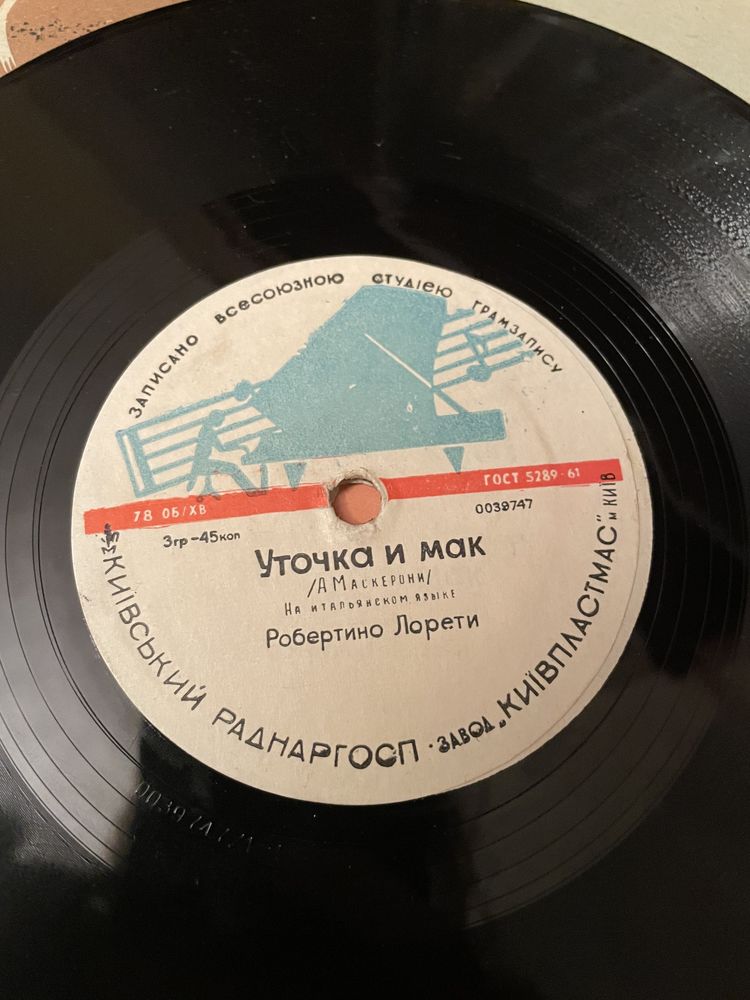 Записано Всесоюзною студією грамзапису
ГОСТ 5289-61
78 ОБ/ХВ
3гр-45коп
0039747
Уточка и мак
/А Маскерони/
На итальянском языке
Робертино Лорети
КИЇВСЬКИЙ РАДНАРГОСП · ЗАВОД „КИЇВПЛАСТМАС" м КИЇВ